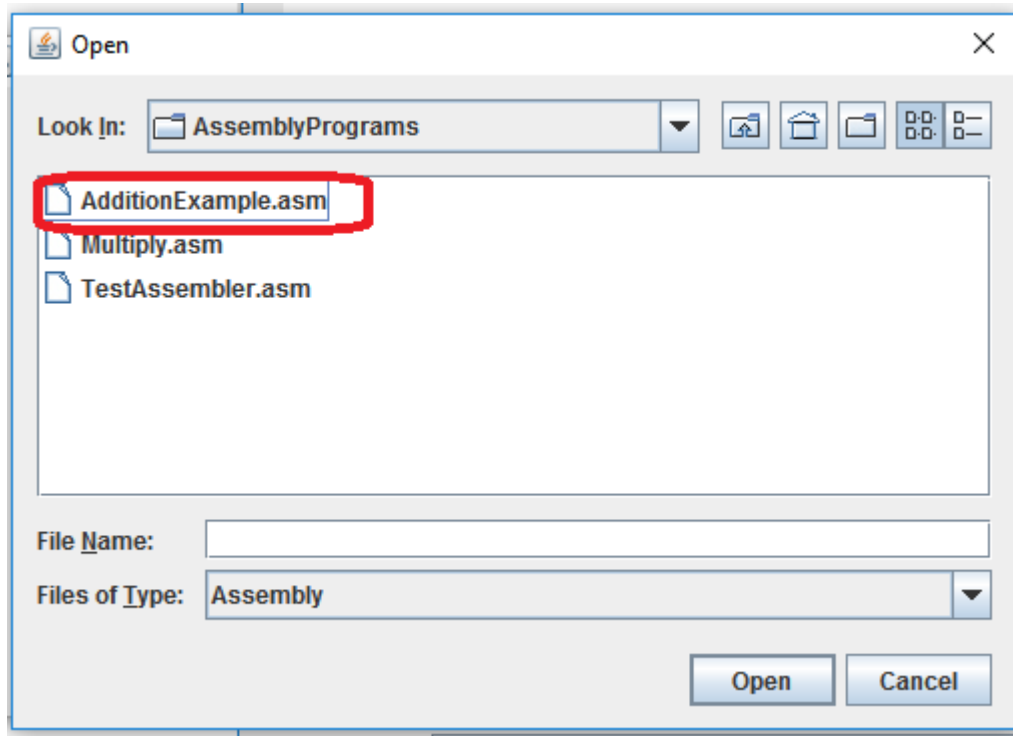 Open
Look In: AssemblyPrograms
AdditionExample.asm
Multiply.asm
TestAssembler.asm
File Name:
Files of Type: Assembly
Open Cancel